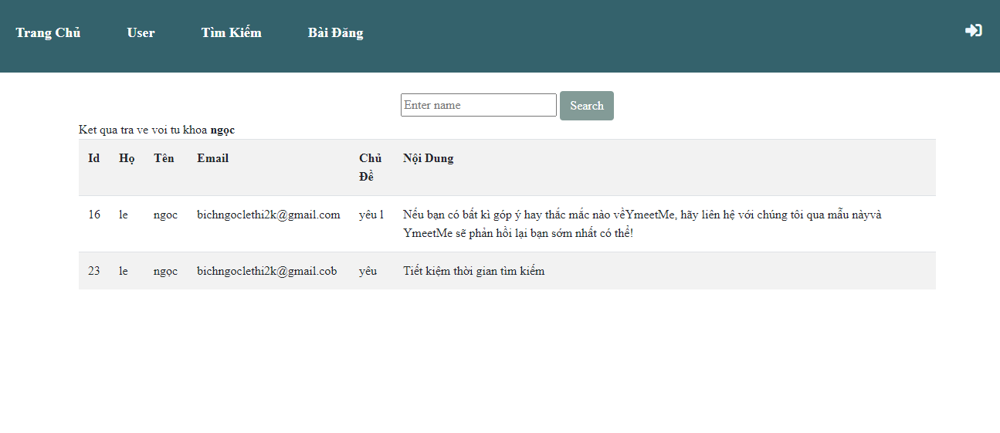 Trang Chủ User Tìm Kiếm Bài Đăng
Enter name Search
Ket qua tra ve voi tu khoa ngọc
Id Họ Tên Email Chủ Đề Nội Dung
16 le ngoc bichngoclethi2k@gmail.com yêu l Nếu bạn có bất kì góp ý hay thắc mắc nào vềYmeetMe, hãy liên hệ với chúng tôi qua mẫu nàyvà
YmeetMe sẽ phản hồi lại bạn sớm nhất có thể!
23 le ngọc bichngoclethi2k@gmail.cob yêu Tiết kiệm thời gian tìm kiếm